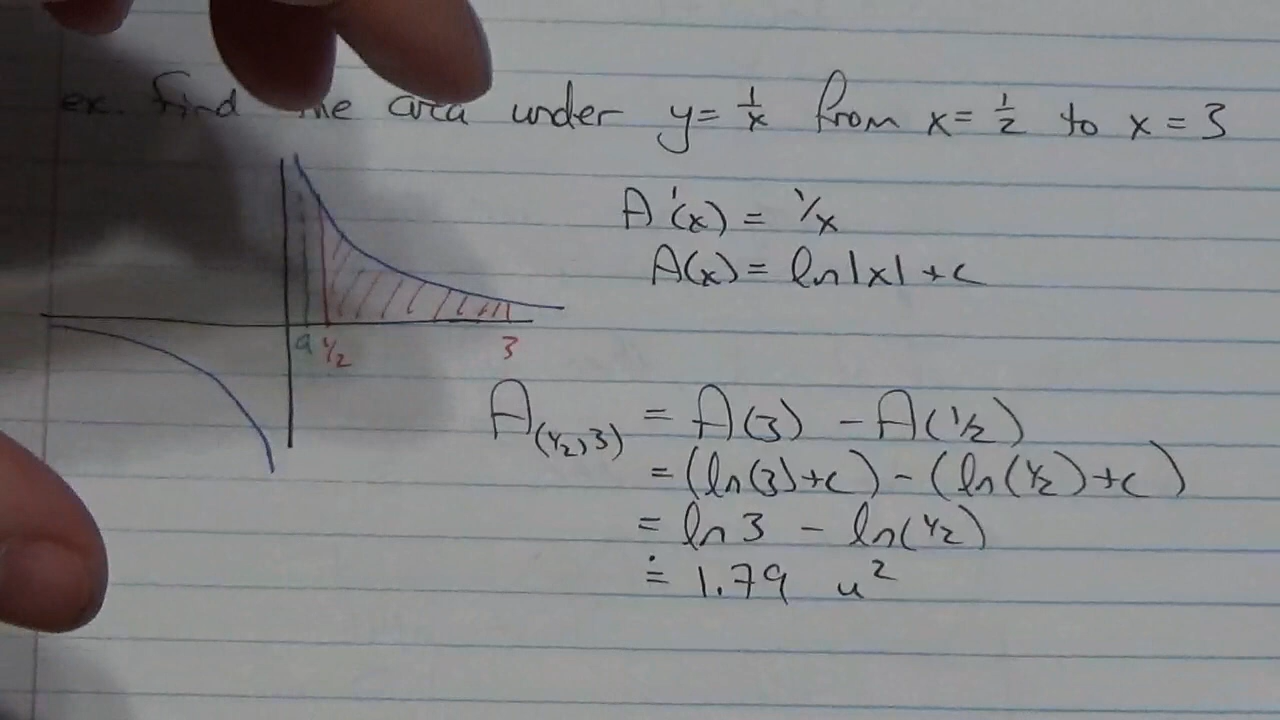 ex. Find the area under y = 1/x from x = 1/2 to x = 3
A'(x) = 1/x
A(x) = ln|x| + c
a 1/2 3
A(1/2, 3) = A(3) - A(1/2)
= (ln(3) + c) - (ln(1/2) + c)
= ln 3 - ln(1/2)
≐ 1.79 u²